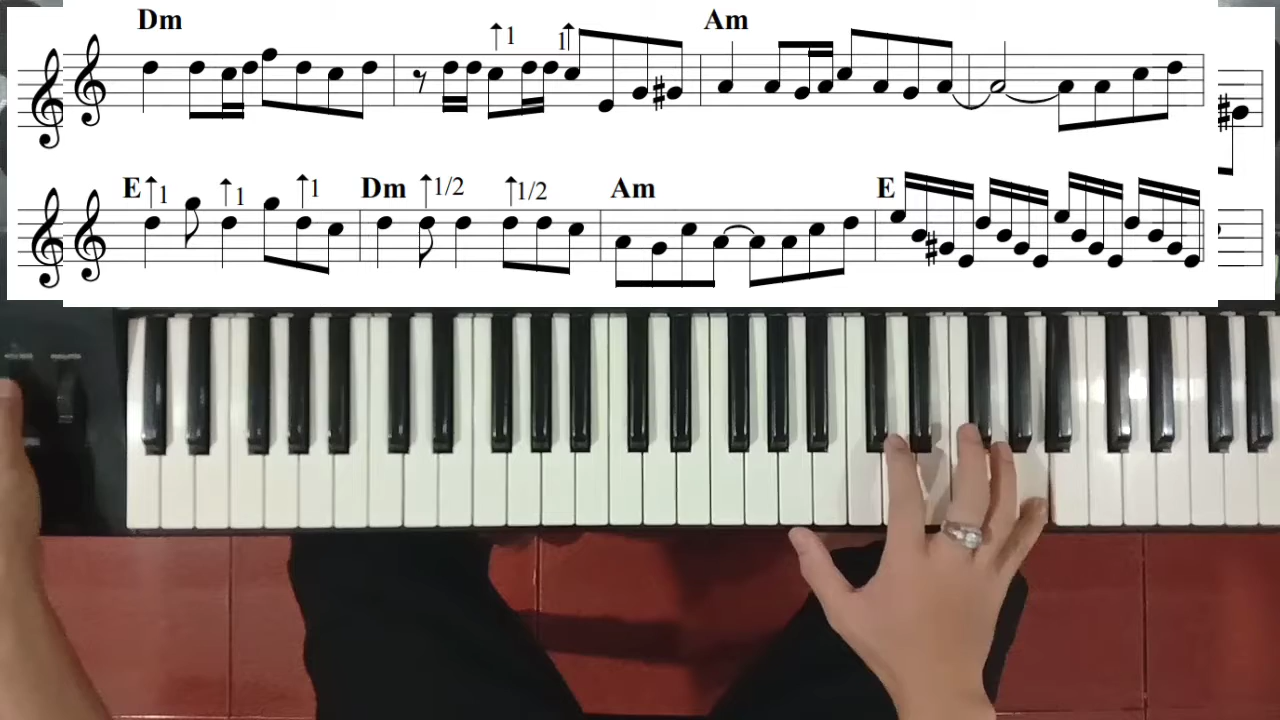 Dm Am
↑1 1↑
E ↑1 ↑1 ↑1 Dm ↑1/2 ↑1/2 Am E